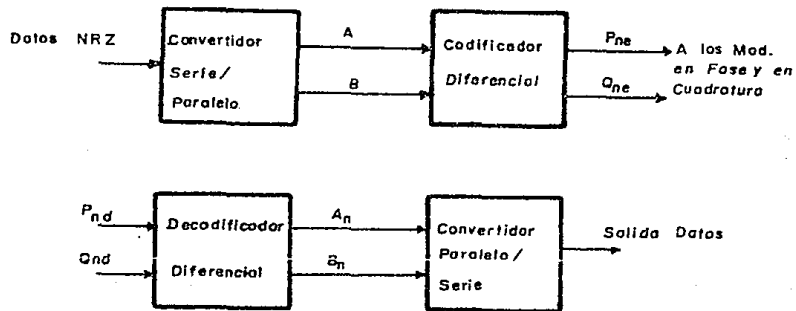 Datos NRZ
Convertidor
Serie/
Paralelo.
A
B
Codificador
Diferencial
Pne
Qne
A los Mod.
en Fase y en
Cuadratura
Pnd
Qnd
Decodificador
Diferencial
An
Bn
Convertidor
Paralelo/
Serie
Salida Datos